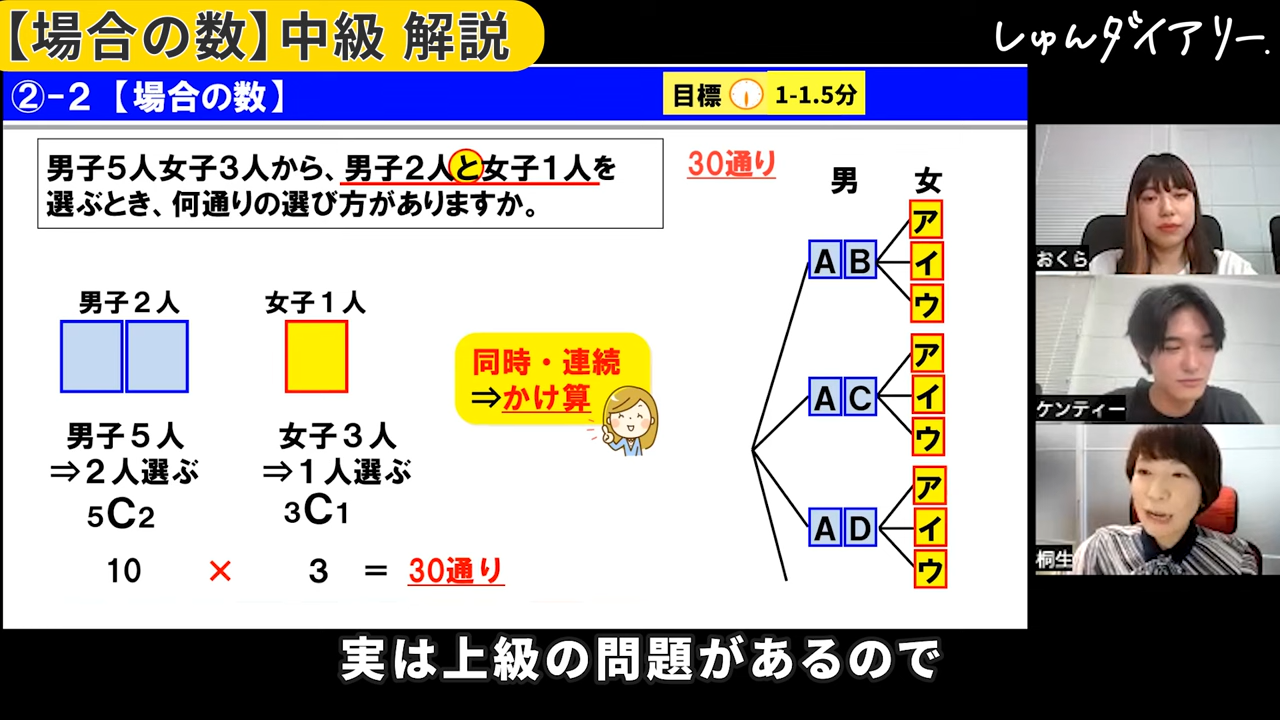 【場合の数】中級 解説
しゅんダイアリー.
②-2【場合の数】
目標 1-1.5分
男子5人女子3人から、男子2人と女子1人を
選ぶとき、何通りの選び方がありますか。
30通り
男 女
男子2人 女子1人
同時・連続
⇒かけ算
男子5人 女子3人
⇒2人選ぶ ⇒1人選ぶ
5C2 3C1
10 × 3 = 30通り
A B
ア
イ
ウ
A C
ア
イ
ウ
A D
ア
イ
ウ
おくら
ケンティー
桐生
実は上級の問題があるので